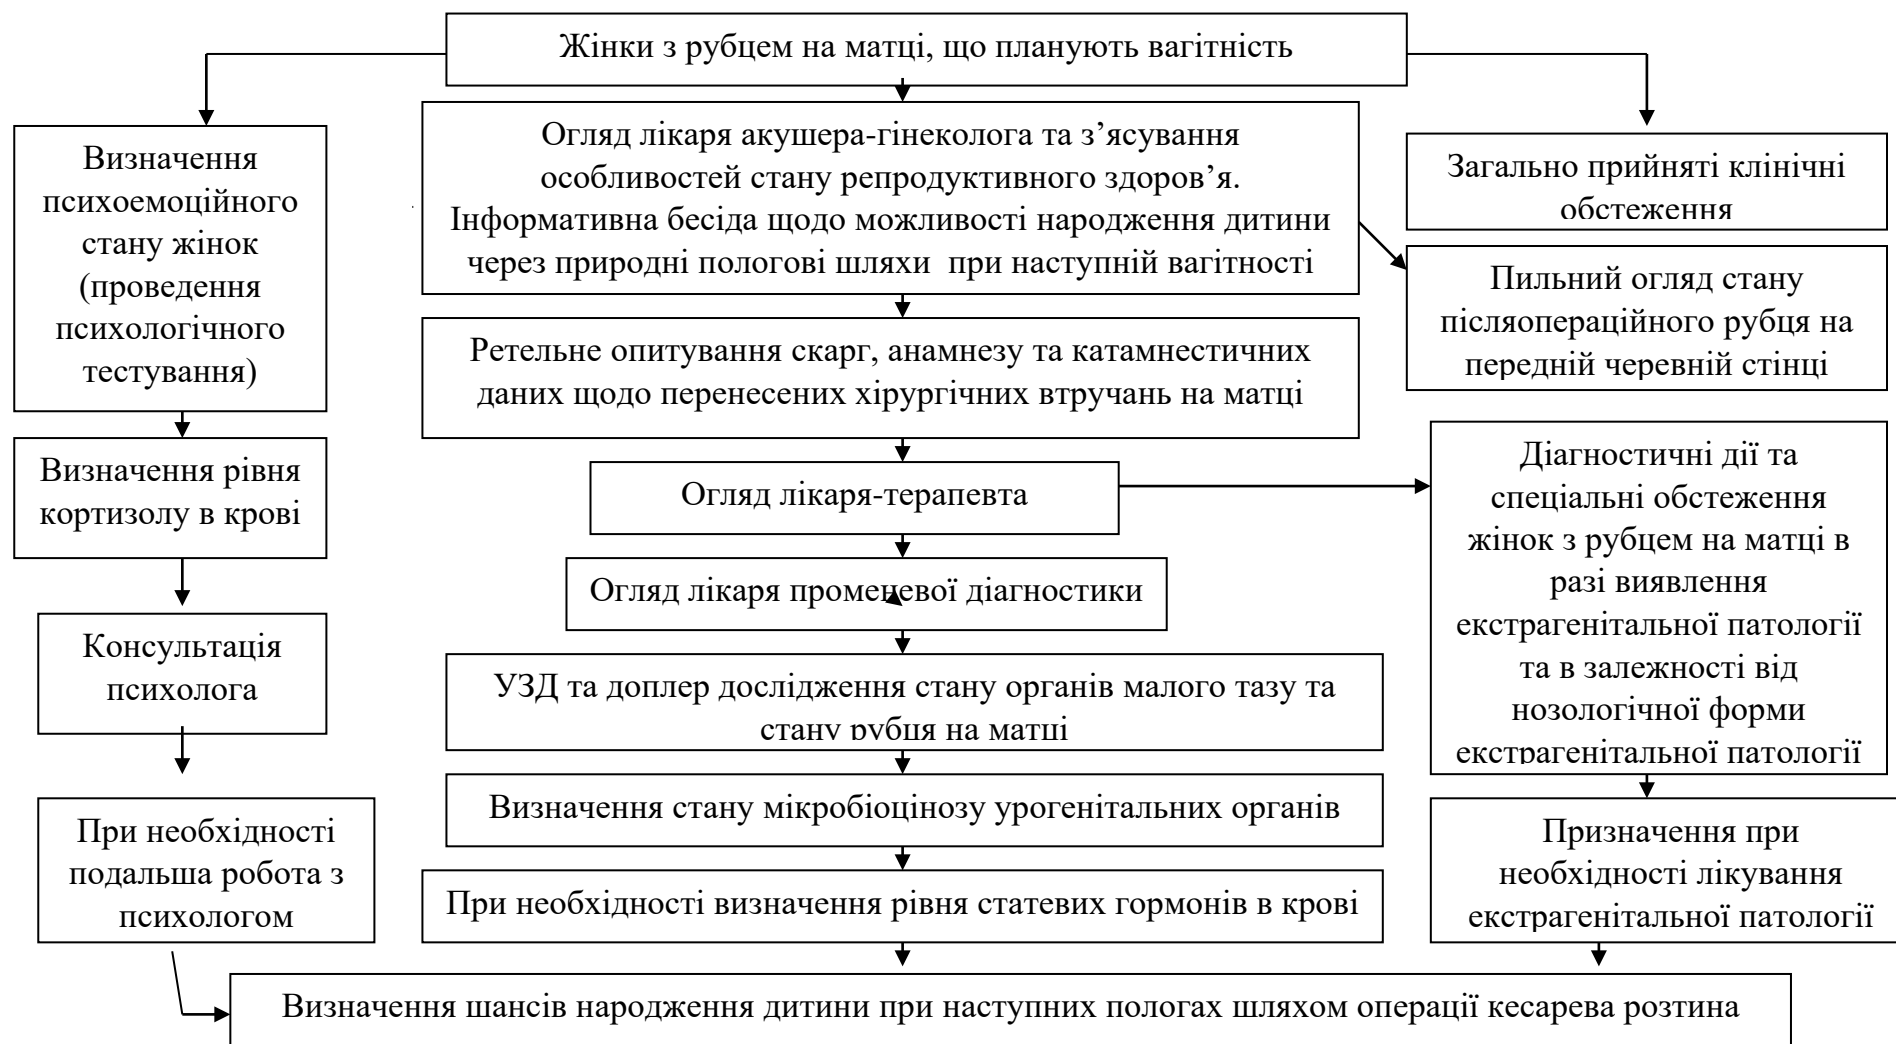 Жінки з рубцем на матці, що планують вагітність
Визначення
психоемоційного
стану жінок
(проведення
психологічного
тестування)
Визначення рівня
кортизолу в крові
Консультація
психолога
При необхідності
подальша робота з
психологом
Огляд лікаря акушера-гінеколога та з’ясування
особливостей стану репродуктивного здоров’я.
Інформативна бесіда щодо можливості народження дитини
через природні пологові шляхи при наступній вагітності
Ретельне опитування скарг, анамнезу та катамнестичних
даних щодо перенесених хірургічних втручань на матці
Огляд лікаря-терапевта
Огляд лікаря променевої діагностики
УЗД та доплер дослідження стану органів малого тазу та
стану рубця на матці
Визначення стану мікробіоцінозу урогенітальних органів
При необхідності визначення рівня статевих гормонів в крові
Загально прийняті клінічні
обстеження
Пильний огляд стану
післяопераційного рубця на
передній черевній стінці
Діагностичні дії та
спеціальні обстеження
жінок з рубцем на матці в
разі виявлення
екстрагенітальної патології
та в залежності від
нозологічної форми
екстрагенітальної патології
Призначення при
необхідності лікування
екстрагенітальної патології
Визначення шансів народження дитини при наступних пологах шляхом операції кесарева розтина